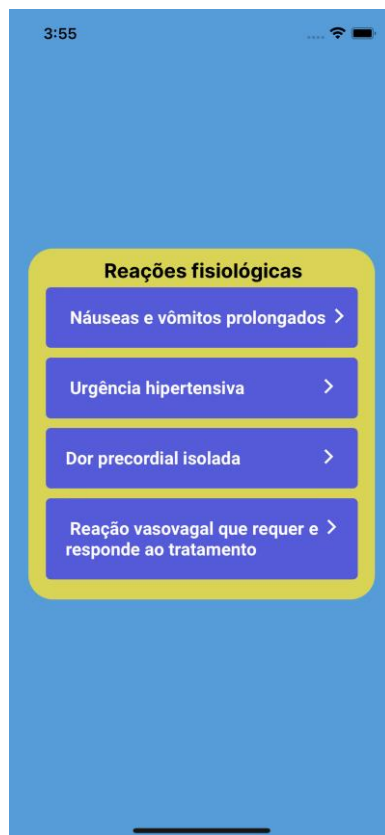 3:55
Reações fisiológicas
Náuseas e vômitos prolongados
Urgência hipertensiva
Dor precordial isolada
Reação vasovagal que requer e
responde ao tratamento